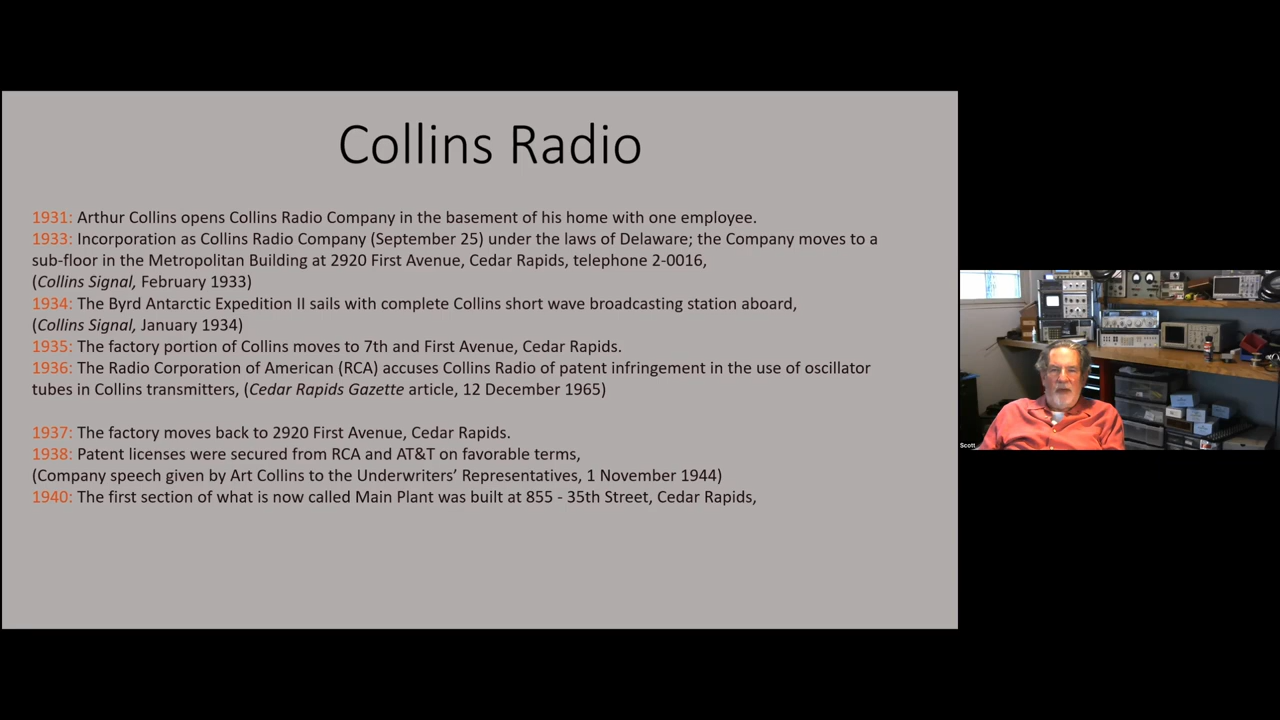 Collins Radio
1931: Arthur Collins opens Collins Radio Company in the basement of his home with one employee.
1933: Incorporation as Collins Radio Company (September 25) under the laws of Delaware; the Company moves to a
sub-floor in the Metropolitan Building at 2920 First Avenue, Cedar Rapids, telephone 2-0016,
(Collins Signal, February 1933)
1934: The Byrd Antarctic Expedition II sails with complete Collins short wave broadcasting station aboard,
(Collins Signal, January 1934)
1935: The factory portion of Collins moves to 7th and First Avenue, Cedar Rapids.
1936: The Radio Corporation of American (RCA) accuses Collins Radio of patent infringement in the use of oscillator
tubes in Collins transmitters, (Cedar Rapids Gazette article, 12 December 1965)
1937: The factory moves back to 2920 First Avenue, Cedar Rapids.
1938: Patent licenses were secured from RCA and AT&T on favorable terms,
(Company speech given by Art Collins to the Underwriters’ Representatives, 1 November 1944)
1940: The first section of what is now called Main Plant was built at 855 - 35th Street, Cedar Rapids,
Scott